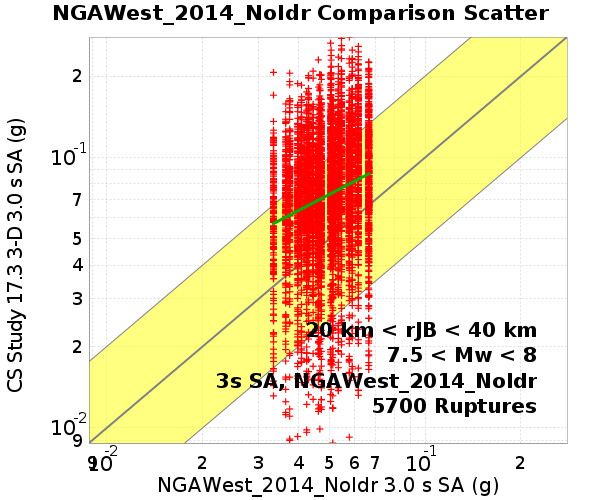 NGAWest_2014_NoIdr Comparison Scatter
CS Study 17.3 3-D 3.0 s SA (g)
2
10-1
7
5
4
3
2
10-2
9
20 km < rJB < 40 km
7.5 < Mw < 8
3s SA, NGAWest_2014_NoIdr
5700 Ruptures
9 10-2 2 3 4 5 6 7 10-1 2
NGAWest_2014_NoIdr 3.0 s SA (g)